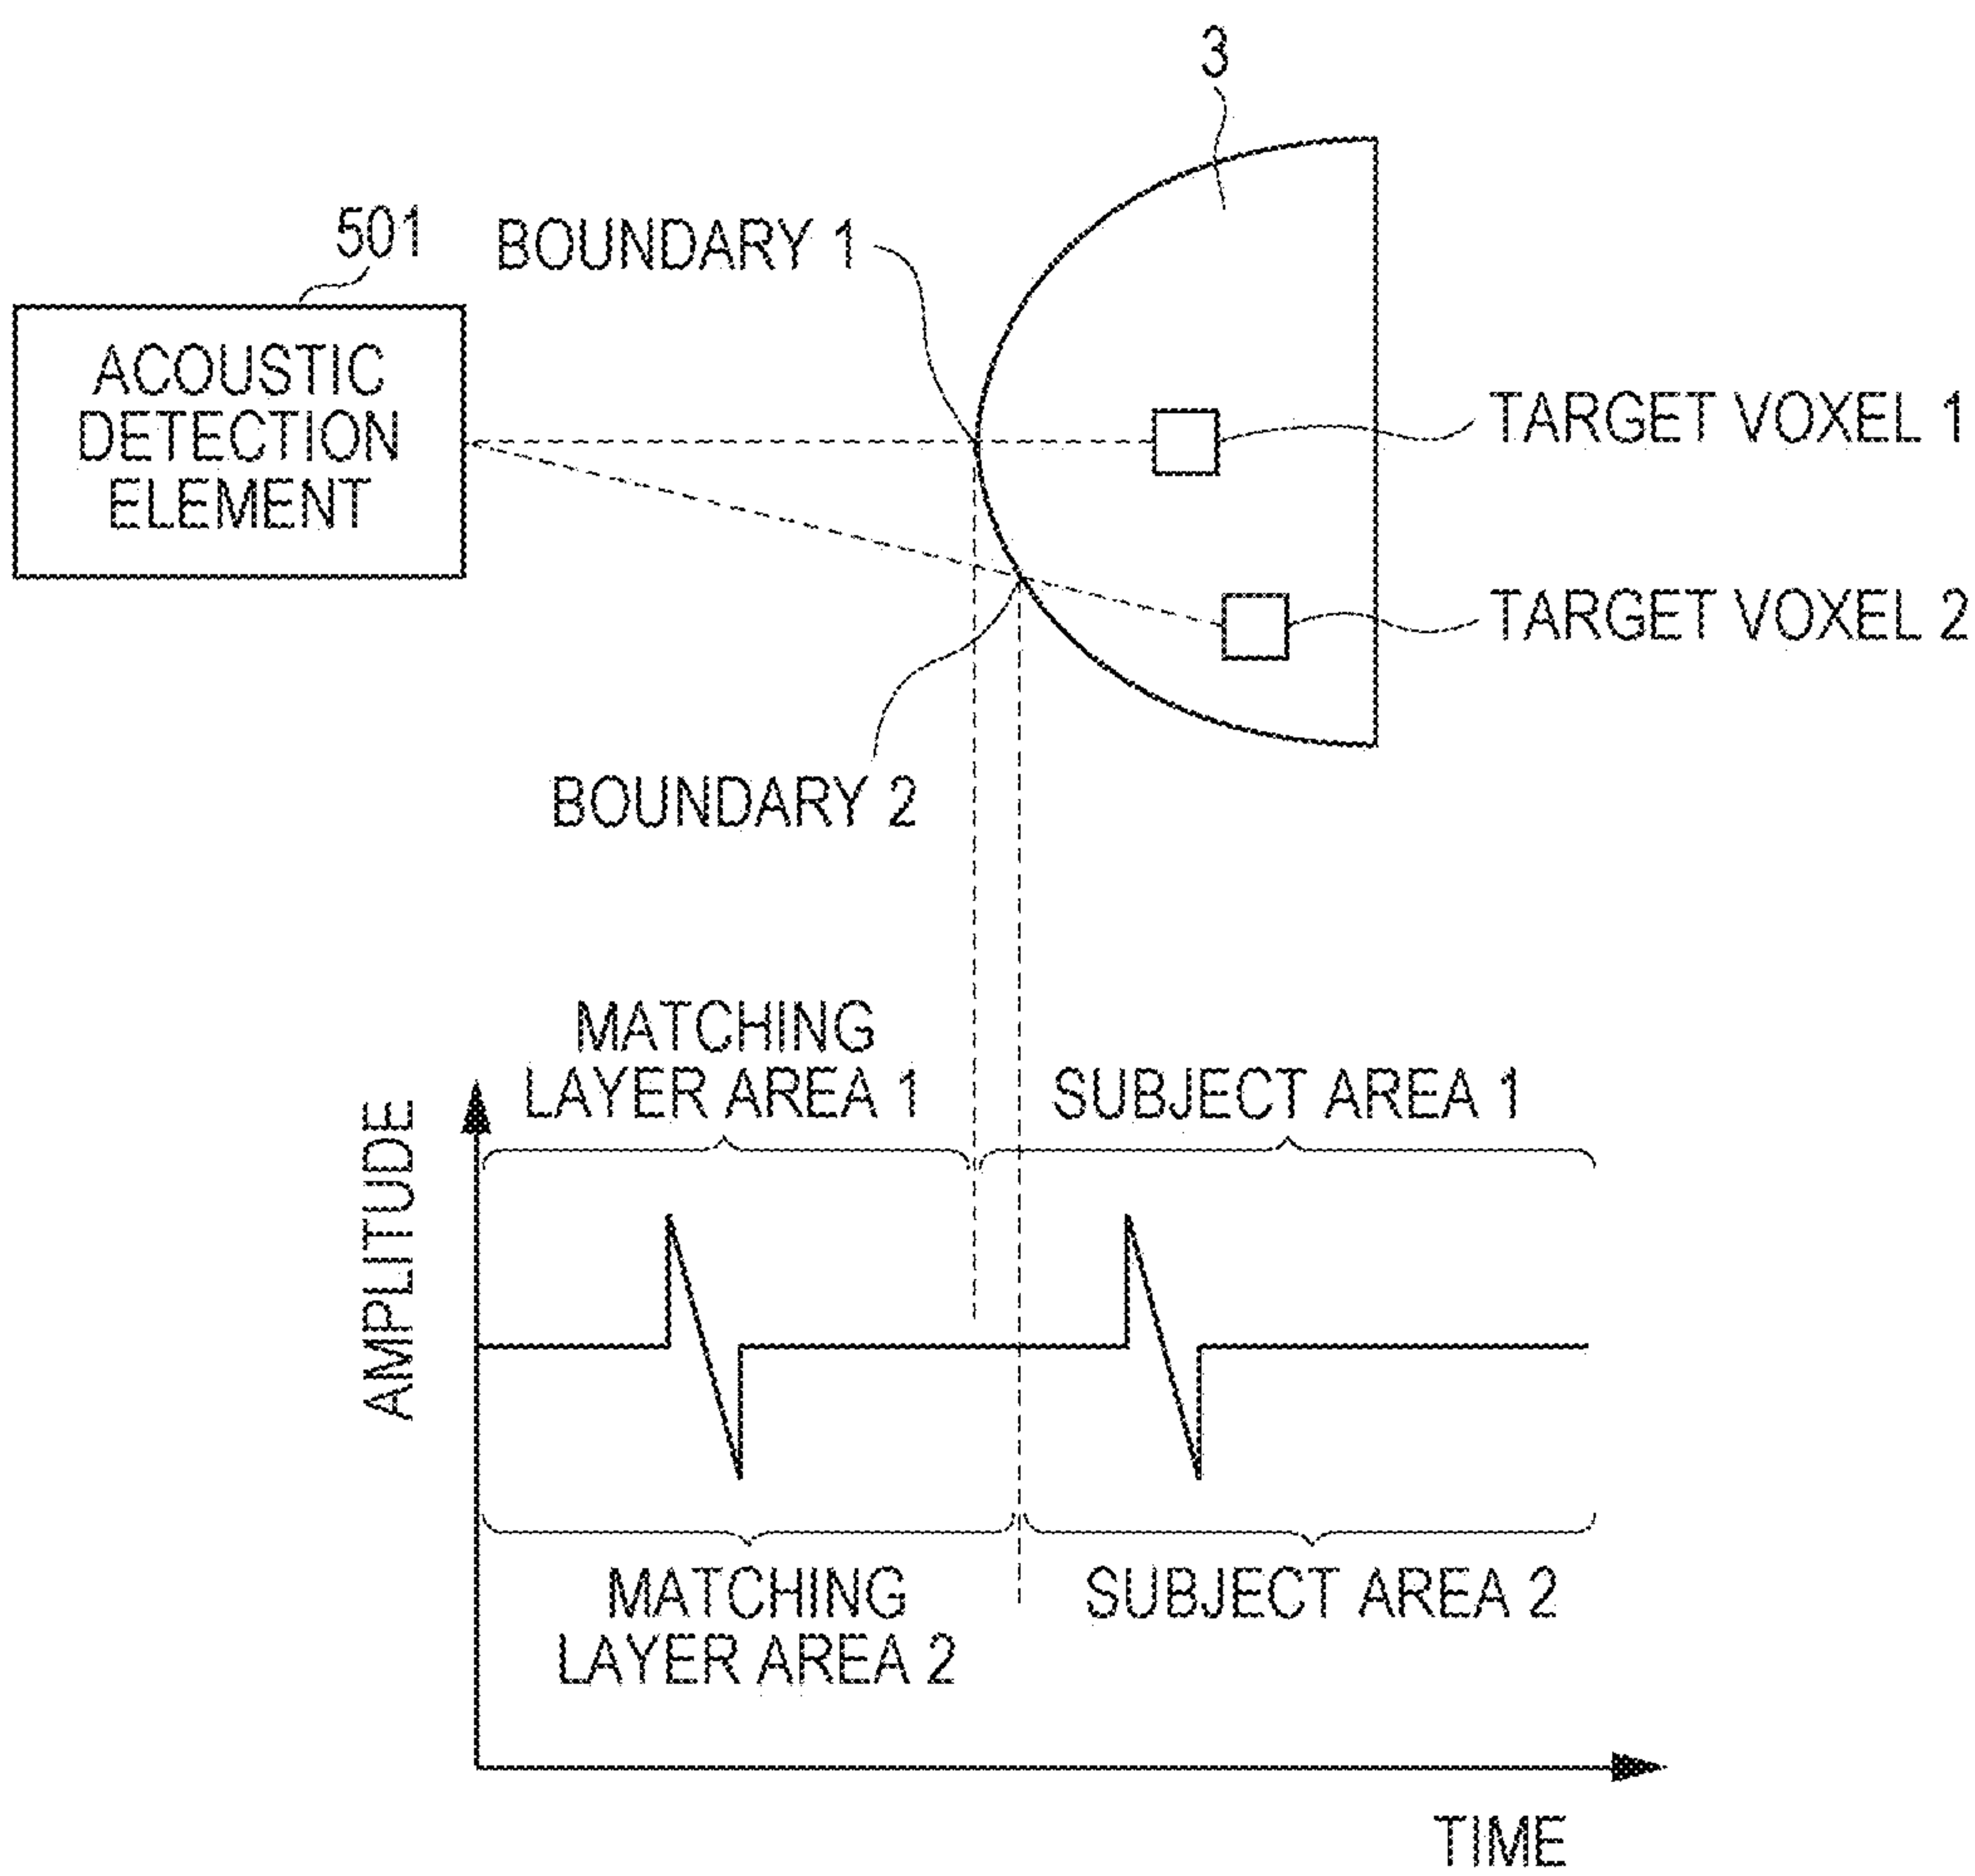 3
501
BOUNDARY 1
ACOUSTIC
DETECTION
ELEMENT
TARGET VOXEL 1
TARGET VOXEL 2
BOUNDARY 2
MATCHING
LAYER AREA 1
SUBJECT AREA 1
AMPLITUDE
MATCHING
LAYER AREA 2
SUBJECT AREA 2
TIME